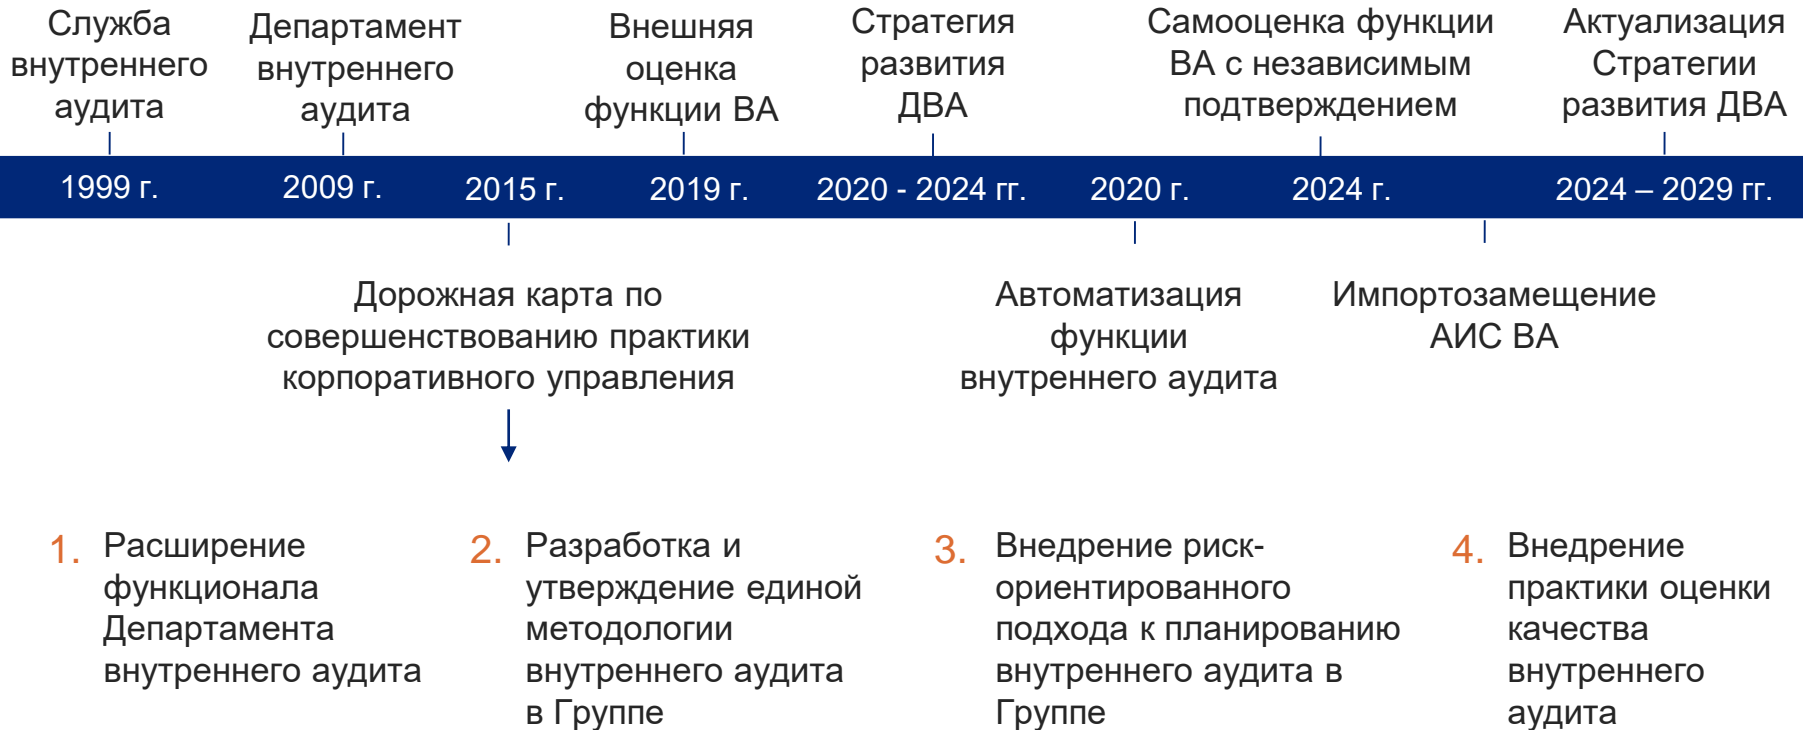 Служба
внутреннего
аудита
Департамент
внутреннего
аудита
Внешняя
оценка
функции ВА
Стратегия
развития
ДВА
Самооценка функции
ВА с независимым
подтверждением
Актуализация
Стратегии
развития ДВА
1999 г.
2009 г.
2015 г.
2019 г.
2020 - 2024 гг.
2020 г.
2024 г.
2024 – 2029 гг.
Дорожная карта по
совершенствованию практики
корпоративного управления
Автоматизация
функции
внутреннего аудита
Импортозамещение
АИС ВА
1. Расширение
функционала
Департамента
внутреннего аудита
2. Разработка и
утверждение единой
методологии
внутреннего аудита
в Группе
3. Внедрение риск-
ориентированного
подхода к планированию
внутреннего аудита в
Группе
4. Внедрение
практики оценки
качества
внутреннего
аудита